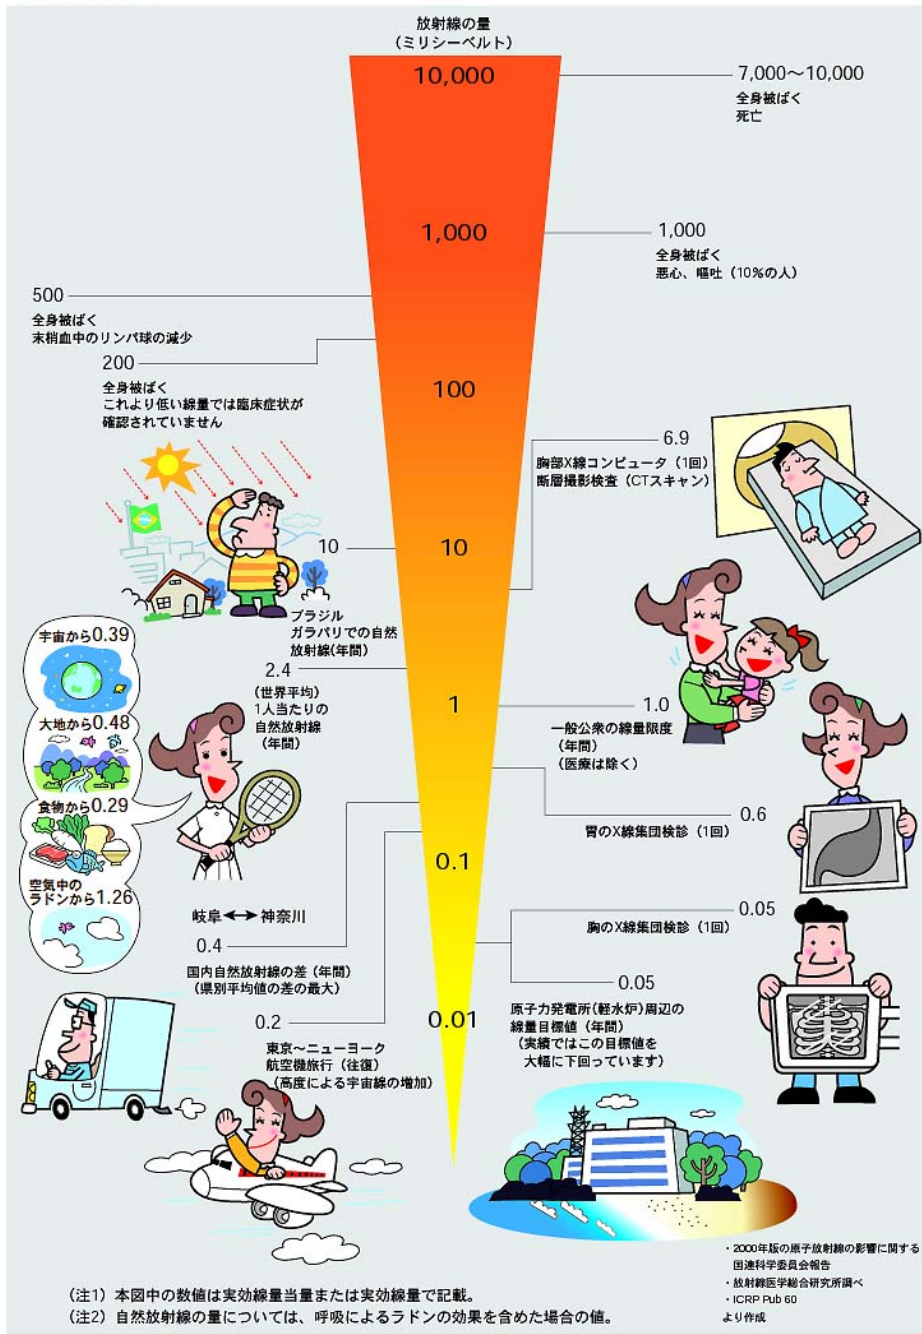 放射線の量
（ミリシーベルト）
10,000
7,000～10,000
全身被ばく
死亡
1,000
1,000
全身被ばく
悪心、嘔吐（10%の人）
500
全身被ばく
末梢血中のリンパ球の減少
200
全身被ばく
これより低い線量では臨床症状が
確認されていません
100
6.9
胸部X線コンピュータ（1回）
断層撮影検査（CTスキャン）
10
10
ブラジル
ガラパリでの自然
放射線(年間)
宇宙から0.39
大地から0.48
食物から0.29
空気中の
ラドンから1.26
2.4
（世界平均）
1人当たりの
自然放射線
（年間）
1
1.0
一般公衆の線量限度
（年間）
（医療は除く）
0.6
胃のX線集団検診（1回）
0.1
岐阜⟷神奈川
0.4
国内自然放射線の差（年間）
（県別平均値の差の最大）
0.05
胸のX線集団検診（1回）
0.05
原子力発電所(軽水炉)周辺の
線量目標値（年間）
（実績ではこの目標値を
大幅に下回っています）
0.01
0.2
東京～ニューヨーク
航空機旅行（往復）
（高度による宇宙線の増加）
・2000年版の原子放射線の影響に関する
国連科学委員会報告
・放射線医学総合研究所調べ
・ICRP Pub 60
より作成
（注1）本図中の数値は実効線量当量または実効線量で記載。
（注2）自然放射線の量については、呼吸によるラドンの効果を含めた場合の値。